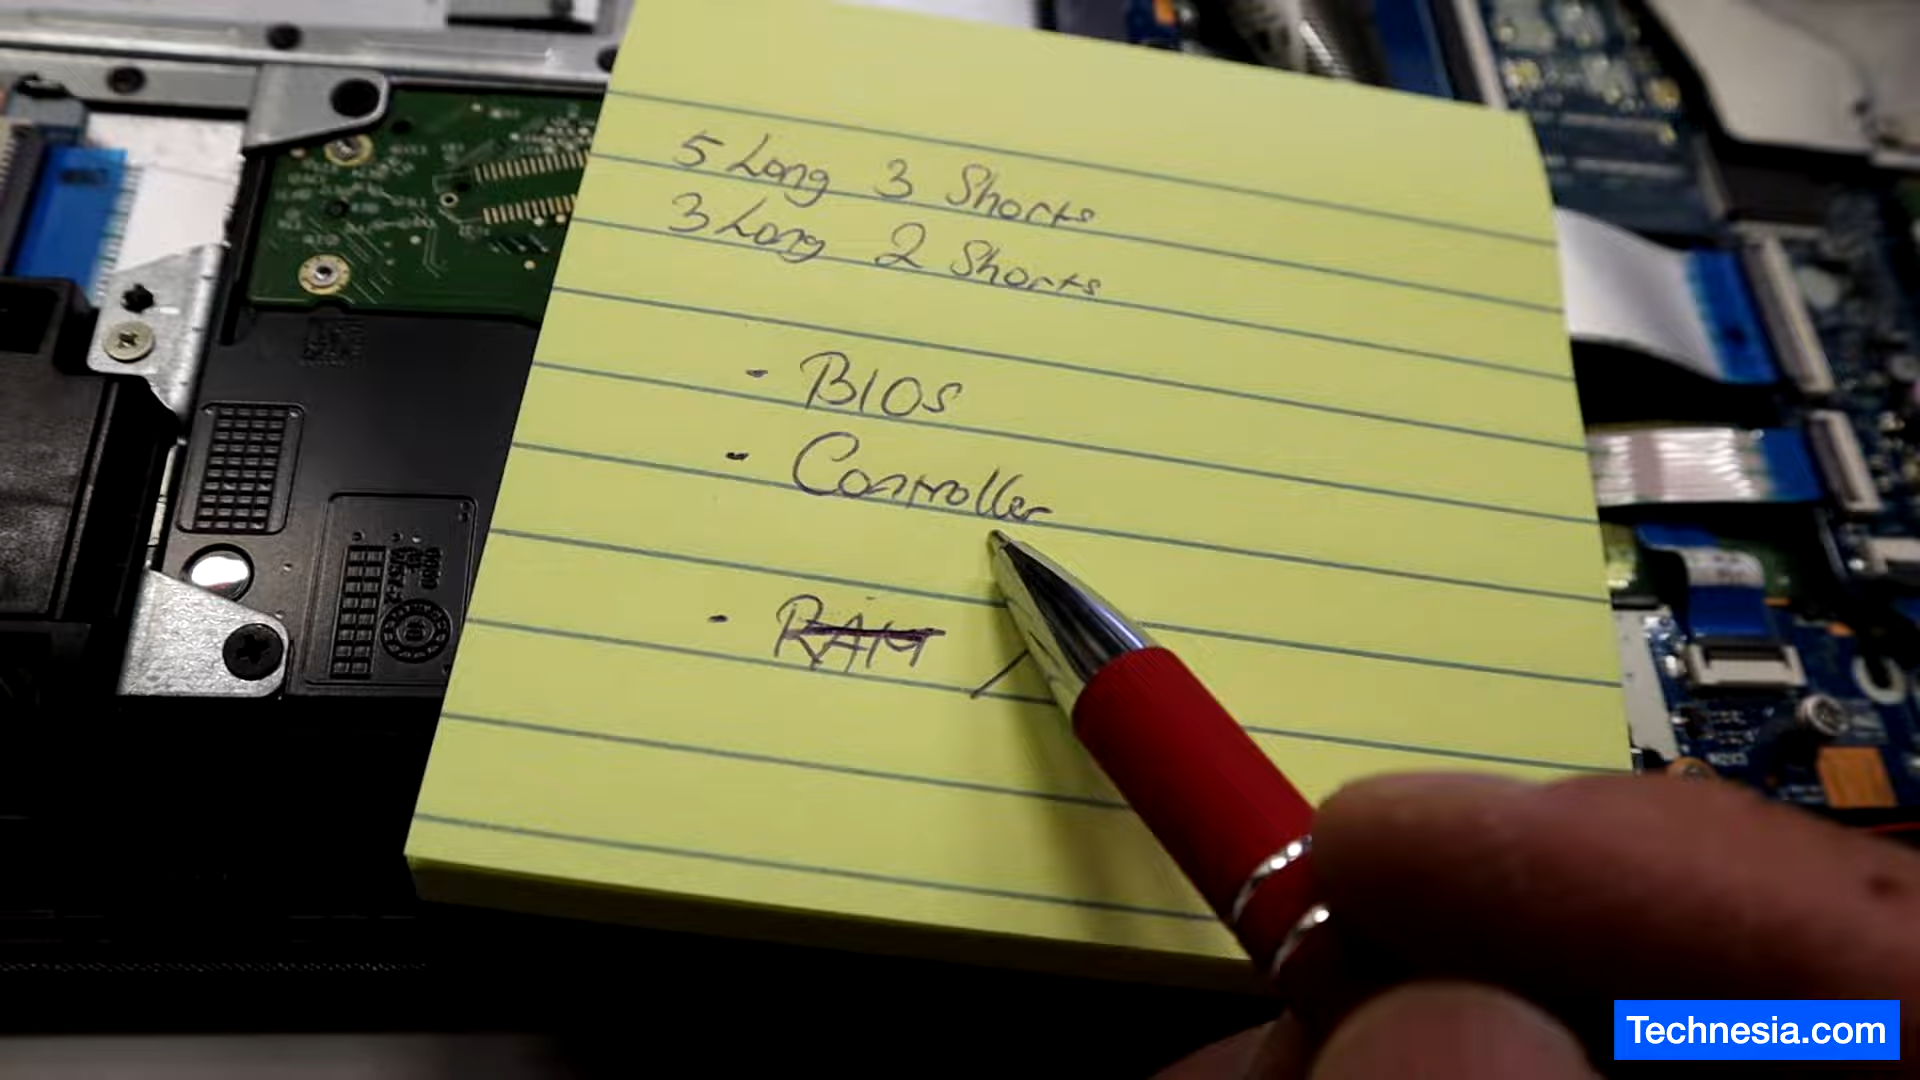 5 Long 3 Shorts
3 Long 2 Shorts
- BIOS
- Controller
- RAM
Technesia.com